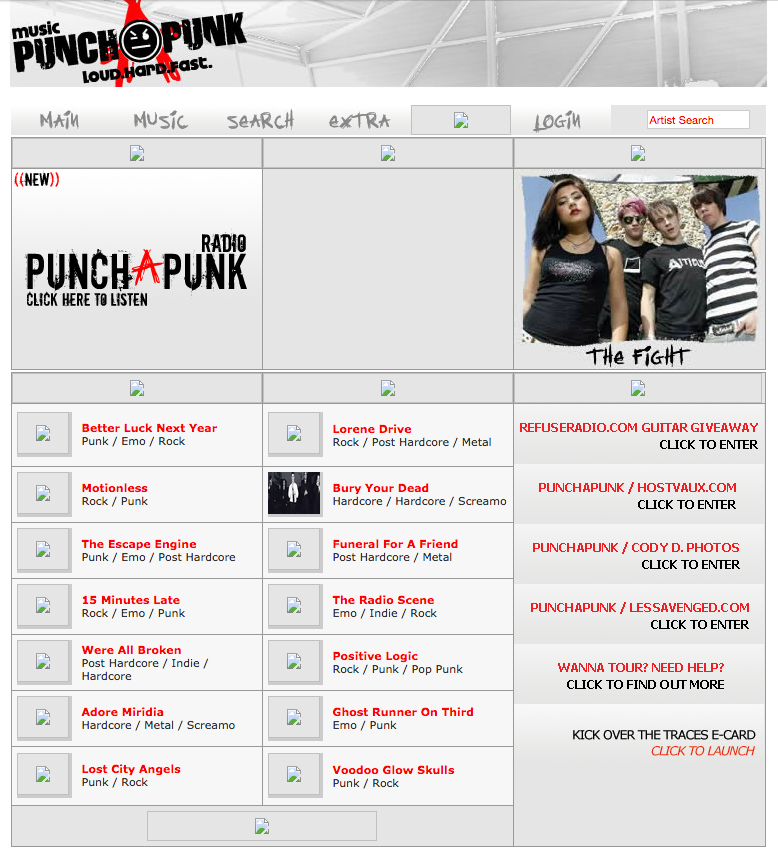 music
PUNCHAPUNK
LOUD.HARD.FAST.
MAIN
MUSIC
SEARCH
EXTRA
LOGIN
Artist Search
((NEW))
RADIO
PUNCHAPUNK
CLICK HERE TO LISTEN
ATTICUS
THE FIGHT
Better Luck Next Year
Punk / Emo / Rock
Motionless
Rock / Punk
The Escape Engine
Punk / Emo / Post Hardcore
15 Minutes Late
Rock / Emo / Punk
Were All Broken
Post Hardcore / Indie /
Hardcore
Adore Miridia
Hardcore / Metal / Screamo
Lost City Angels
Punk / Rock
Lorene Drive
Rock / Post Hardcore / Metal
Bury Your Dead
Hardcore / Hardcore / Screamo
Funeral For A Friend
Post Hardcore / Metal
The Radio Scene
Emo / Indie / Rock
Positive Logic
Rock / Punk / Pop Punk
Ghost Runner On Third
Emo / Punk
Voodoo Glow Skulls
Punk / Rock
REFUSERADIO.COM GUITAR GIVEAWAY
CLICK TO ENTER
PUNCHAPUNK / HOSTVAUX.COM
CLICK TO ENTER
PUNCHAPUNK / CODY D. PHOTOS
CLICK TO ENTER
PUNCHAPUNK / LESSAVENGED.COM
CLICK TO ENTER
WANNA TOUR? NEED HELP?
CLICK TO FIND OUT MORE
KICK OVER THE TRACES E-CARD
CLICK TO LAUNCH